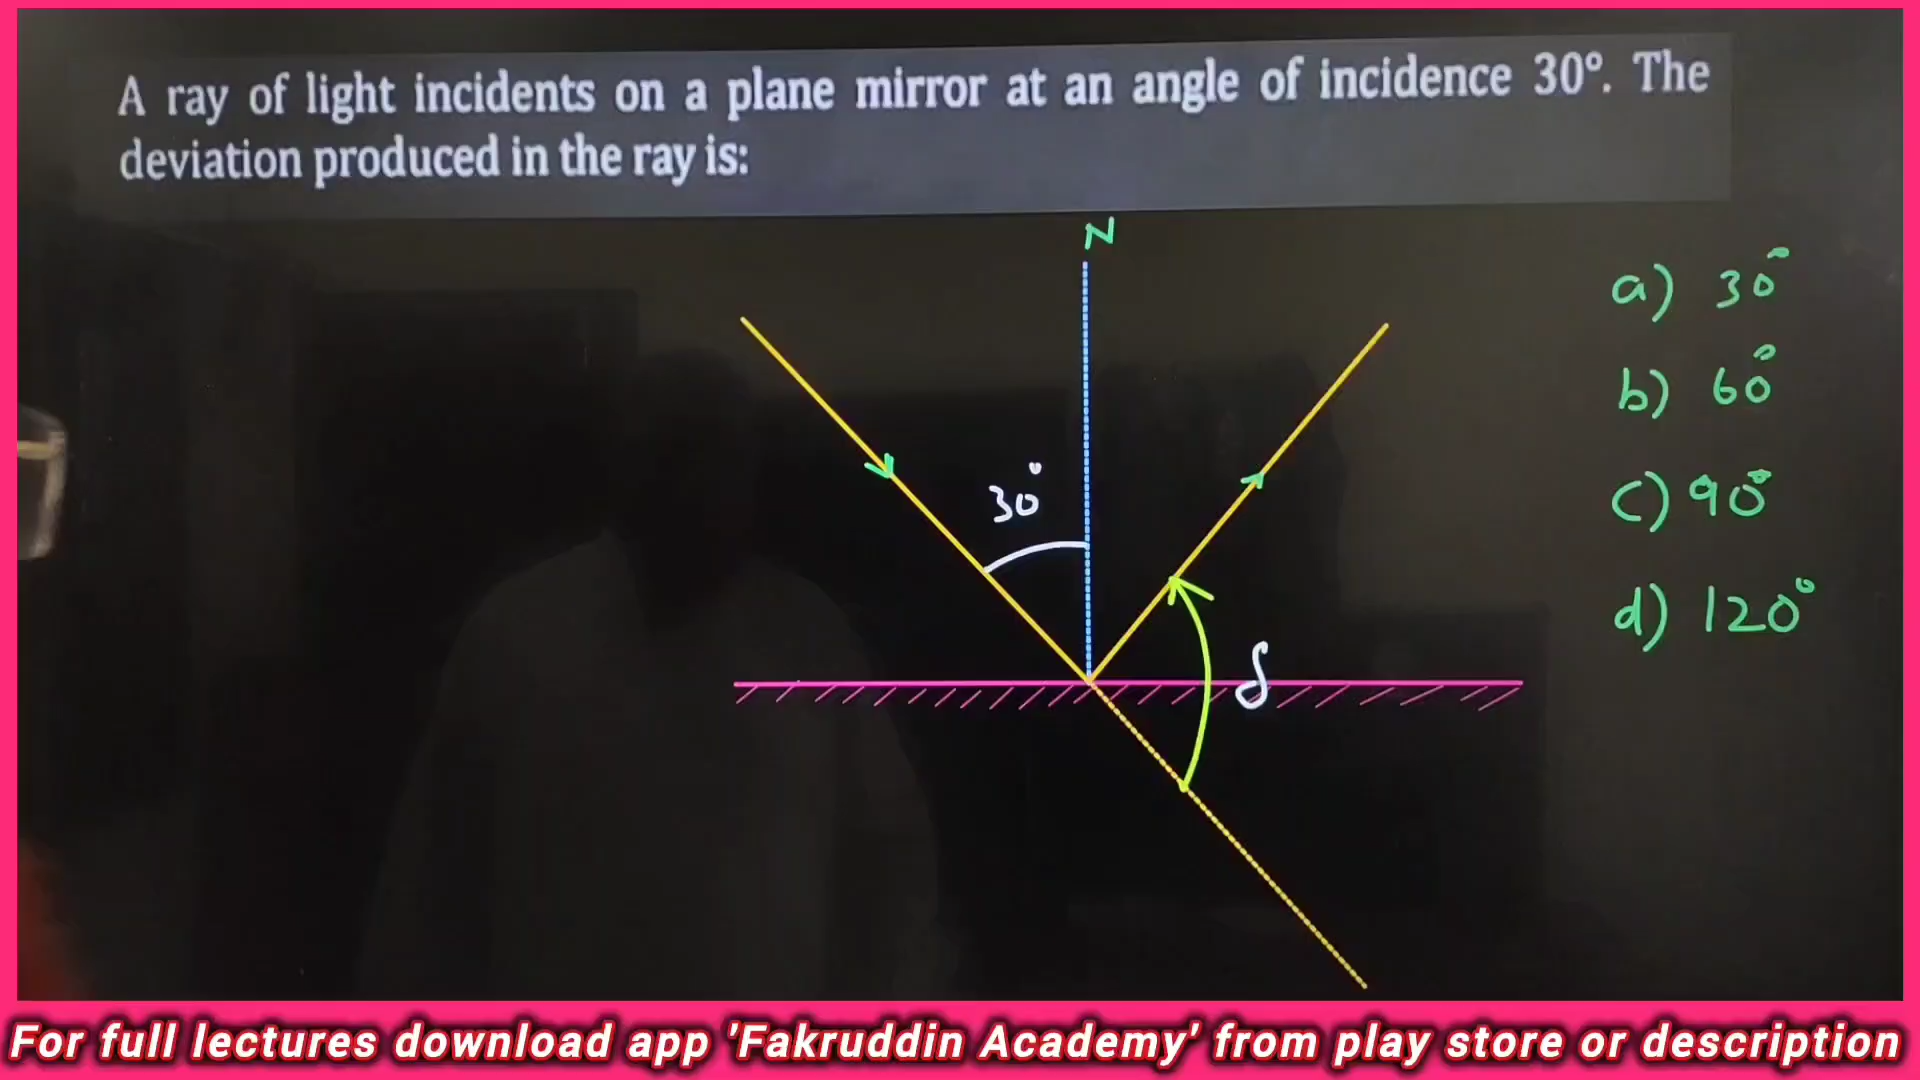 A ray of light incidents on a plane mirror at an angle of incidence 30°. The
deviation produced in the ray is:
N
a) 30°
b) 60°
30°
c) 90°
d) 120°
δ
For full lectures download app 'Fakruddin Academy' from play store or description